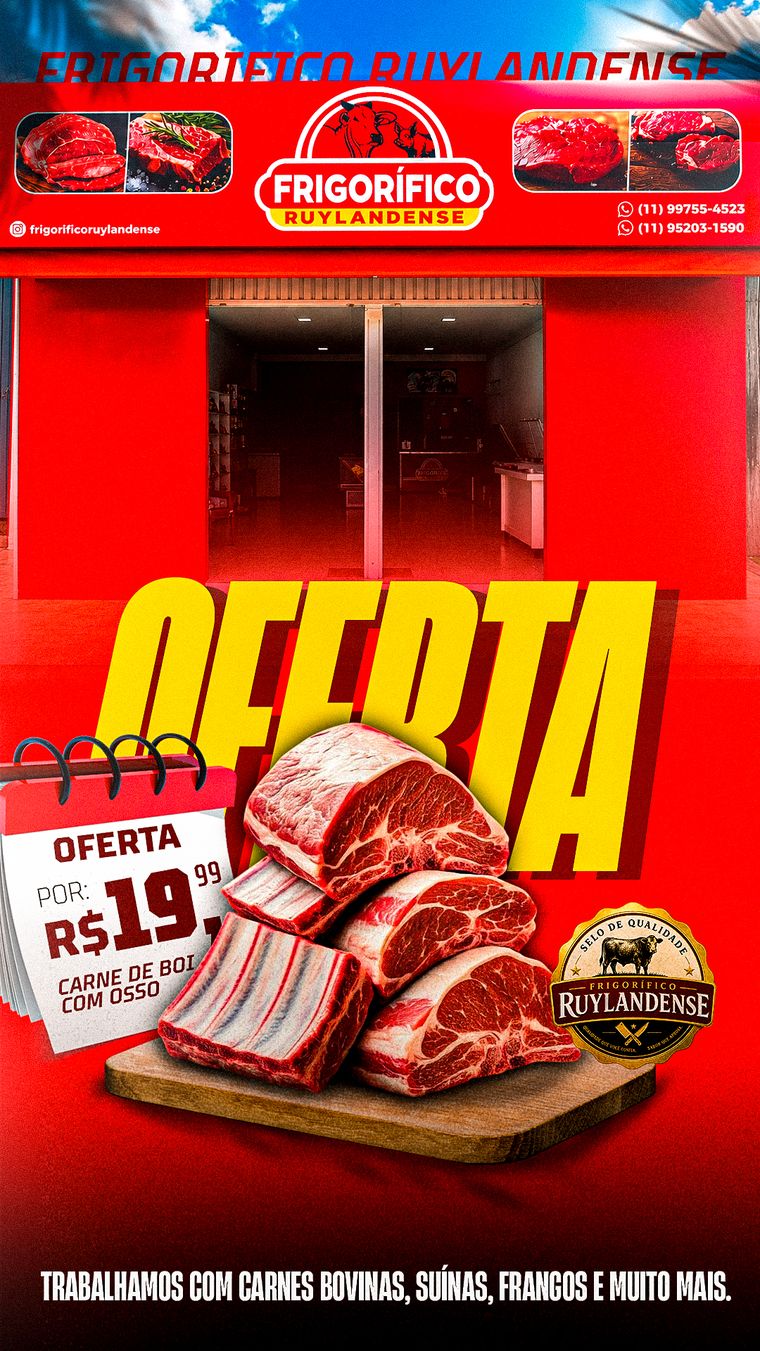 FRIGORIFICO RUYLANDENSE
FRIGORÍFICO
RUYLANDENSE
frigorificoruylandense
(11) 99755-4523
(11) 95203-1590
OFERTA
OFERTA
POR:
R$19,99
CARNE DE BOI
COM OSSO
SELO DE QUALIDADE
FRIGORÍFICO
RUYLANDENSE
TRABALHAMOS COM CARNES BOVINAS, SUÍNAS, FRANGOS E MUITO MAIS.